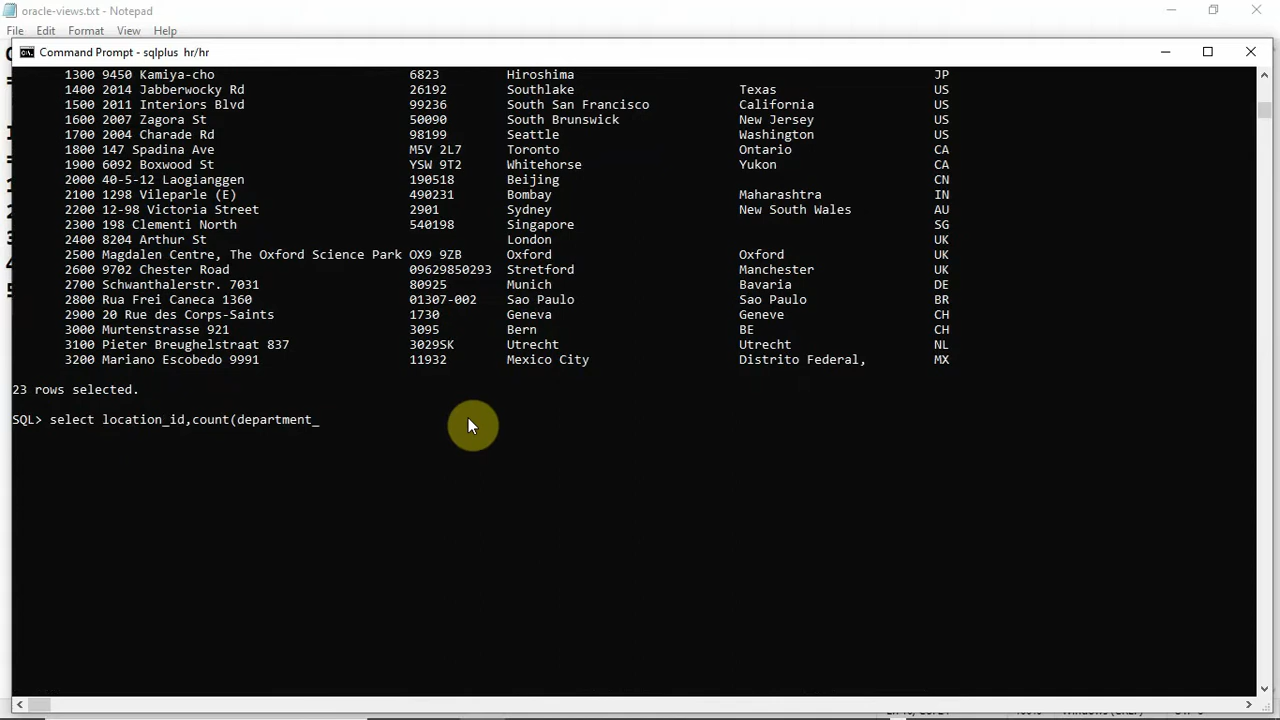 oracle-views.txt - Notepad
File Edit Format View Help
Command Prompt - sqlplus hr/hr
1300 9450 Kamiya-cho 6823 Hiroshima JP
1400 2014 Jabberwocky Rd 26192 Southlake Texas US
1500 2011 Interiors Blvd 99236 South San Francisco California US
1600 2007 Zagora St 50090 South Brunswick New Jersey US
1700 2004 Charade Rd 98199 Seattle Washington US
1800 147 Spadina Ave M5V 2L7 Toronto Ontario CA
1900 6092 Boxwood St YSW 9T2 Whitehorse Yukon CA
2000 40-5-12 Laogianggen 190518 Beijing CN
2100 1298 Vileparle (E) 490231 Bombay Maharashtra IN
2200 12-98 Victoria Street 2901 Sydney New South Wales AU
2300 198 Clementi North 540198 Singapore SG
2400 8204 Arthur St London UK
2500 Magdalen Centre, The Oxford Science Park OX9 9ZB Oxford Oxford UK
2600 9702 Chester Road 09629850293 Stretford Manchester UK
2700 Schwanthalerstr. 7031 80925 Munich Bavaria DE
2800 Rua Frei Caneca 1360 01307-002 Sao Paulo Sao Paulo BR
2900 20 Rue des Corps-Saints 1730 Geneva Geneve CH
3000 Murtenstrasse 921 3095 Bern BE CH
3100 Pieter Breughelstraat 837 3029SK Utrecht Utrecht NL
3200 Mariano Escobedo 9991 11932 Mexico City Distrito Federal, MX
23 rows selected.
SQL> select location_id,count(department_